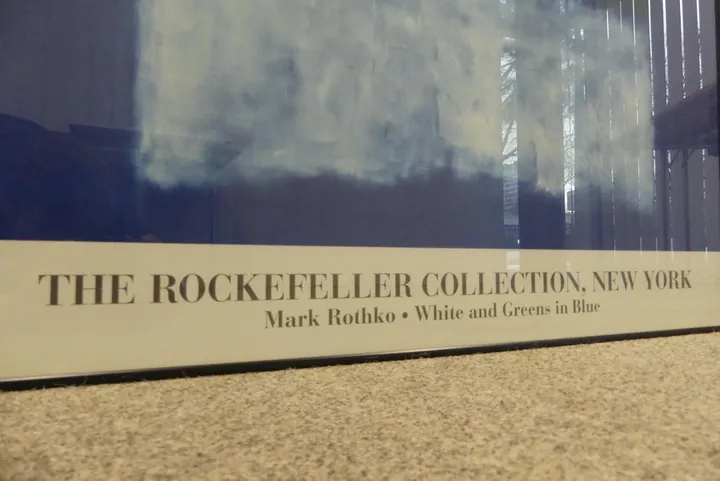 THE ROCKEFELLER COLLECTION, NEW YORK
Mark Rothko • White and Greens in Blue